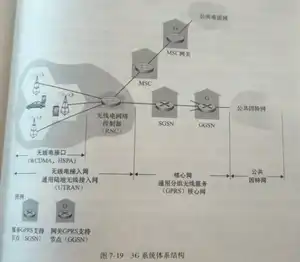 公共电话网
G
MSC网关
MSC
无线电网络
控制器
(RNC)
SGSN
GGSN
公共因特网
无线电接口
(WCDMA, HSPA)
无线电接入网
通用陆地无线接入网
(UTRAN)
核心网
通用分组无线服务
(GPRS) 核心网
公共
因特网
图例
服务GPRS支持
节点 (SGSN)
网关GPRS支持
节点 (GGSN)
图 7-19 3G 系统体系结构